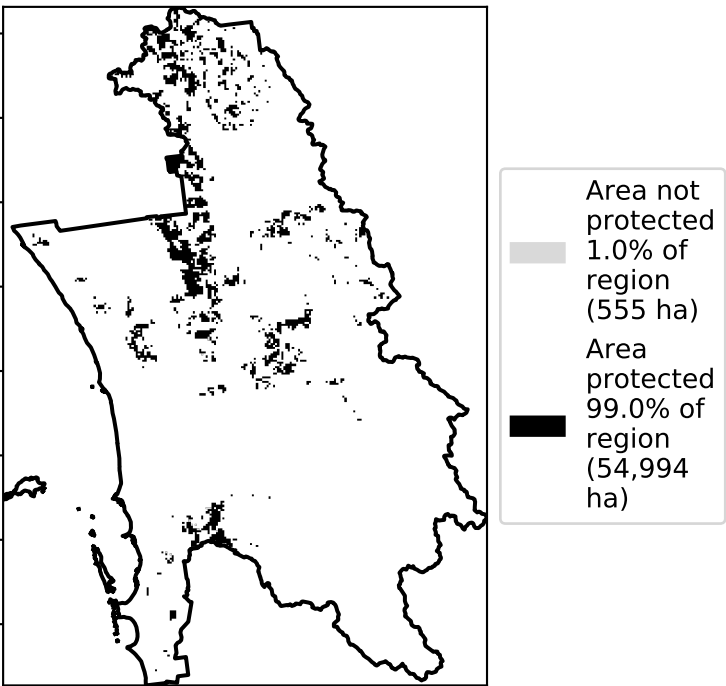 Area not
protected
1.0% of
region
(555 ha)
Area
protected
99.0% of
region
(54,994
ha)